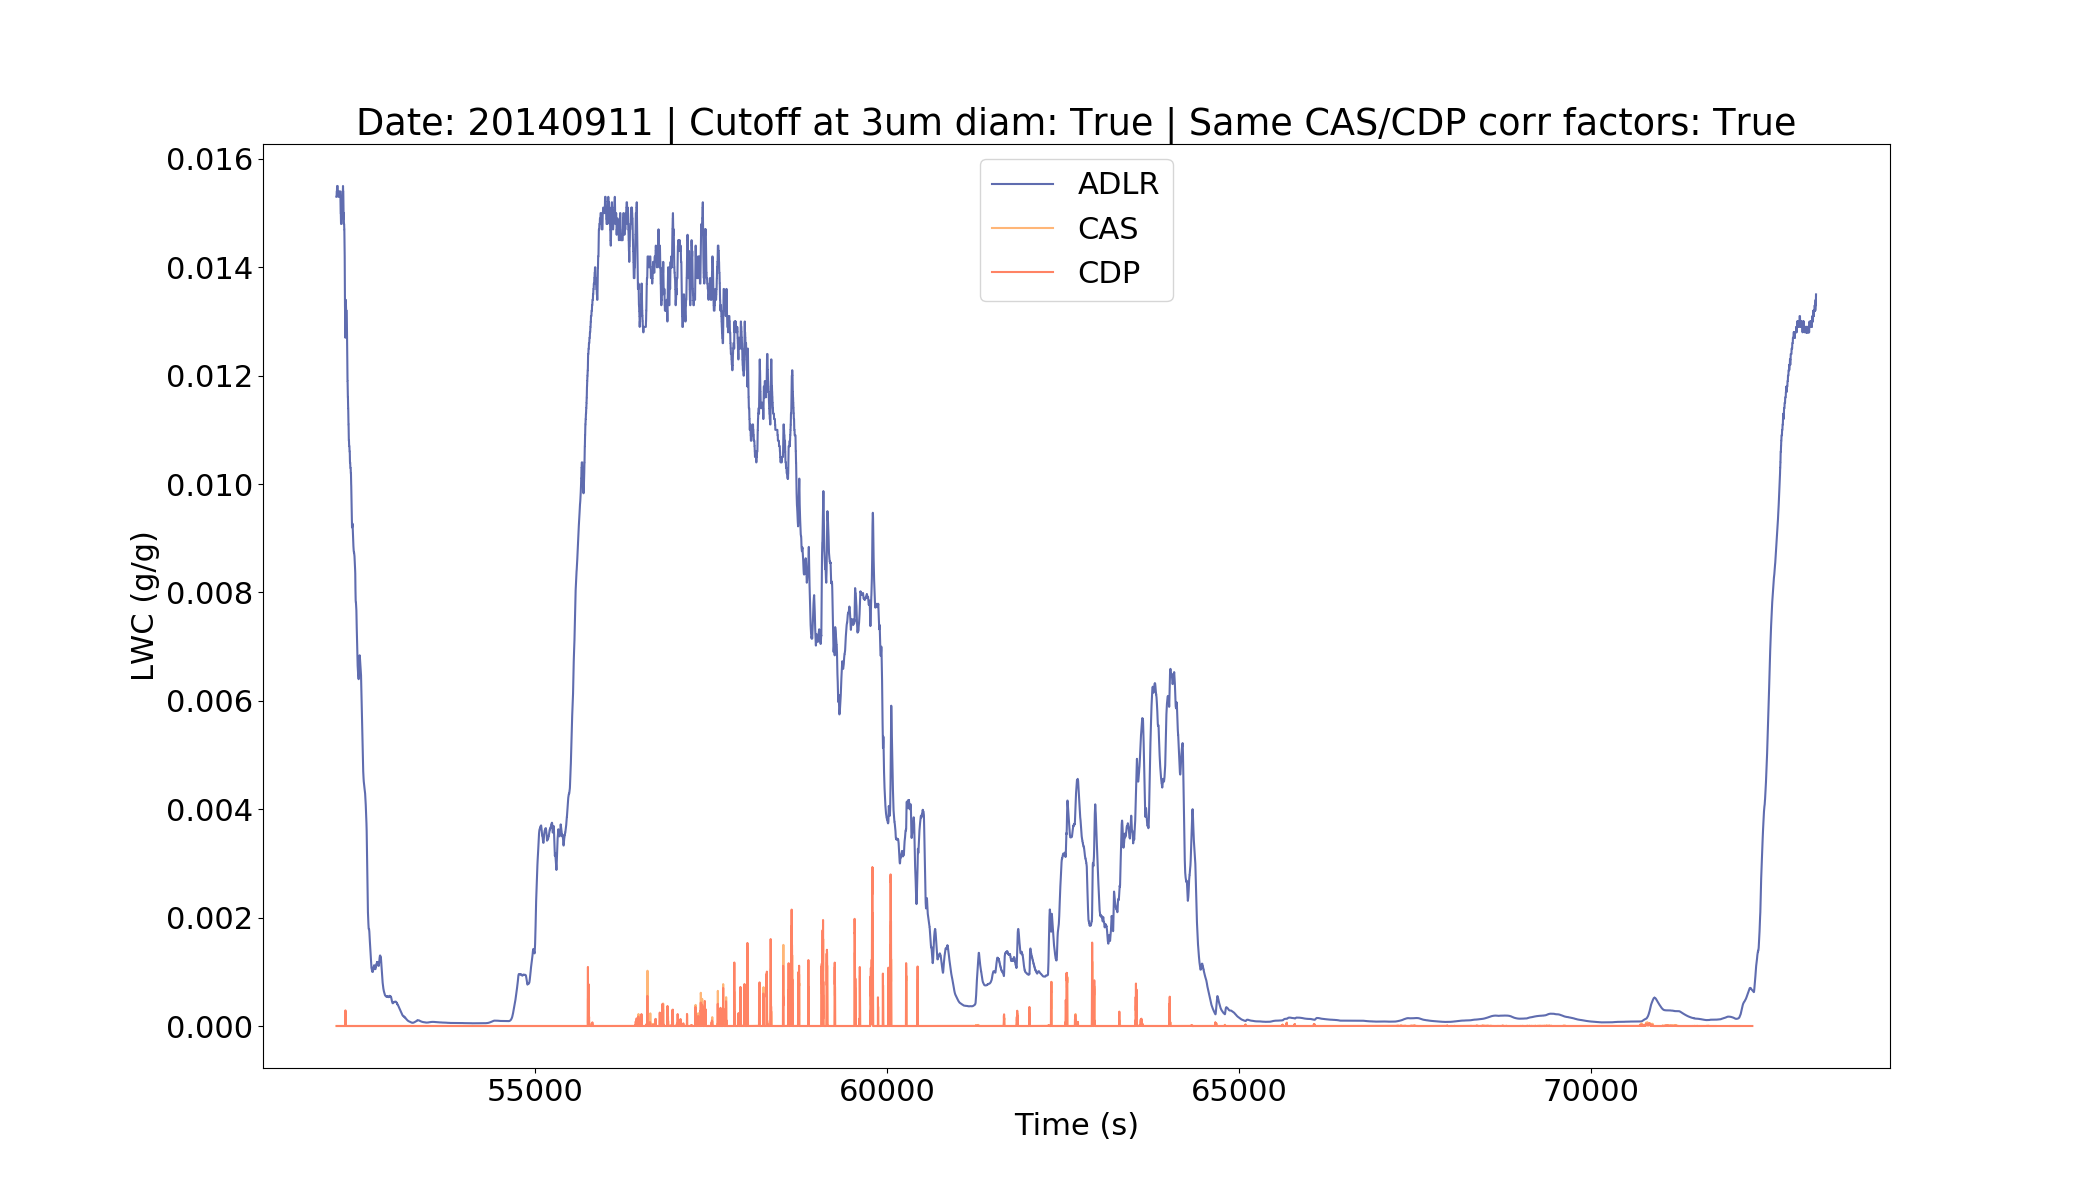 Date: 20140911 | Cutoff at 3um diam: True | Same CAS/CDP corr factors: True
ADLR
CAS
CDP
0.016
0.014
0.012
0.010
0.008
0.006
0.004
0.002
0.000
LWC (g/g)
55000 60000 65000 70000
Time (s)